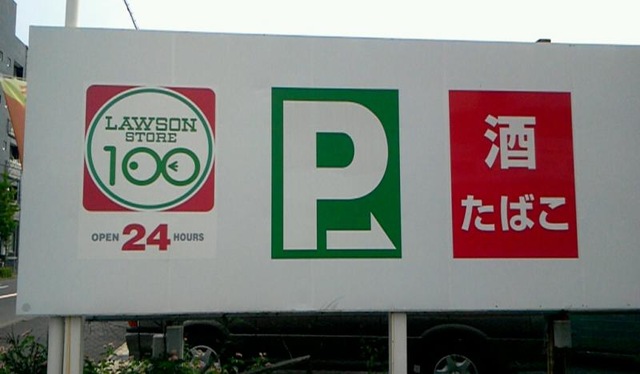 LAWSON
STORE
100
OPEN 24 HOURS
P
酒
たばこ